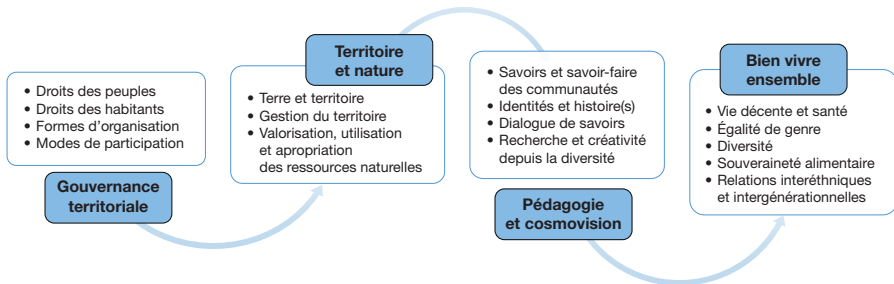 • Droits des peuples
• Droits des habitants
• Formes d'organisation
• Modes de participation
Gouvernance
territoriale
Territoire
et nature
• Terre et territoire
• Gestion du territoire
• Valorisation, utilisation
et apropriation
des ressources naturelles
• Savoirs et savoir-faire
des communautés
• Identités et histoire(s)
• Dialogue de savoirs
• Recherche et créativité
depuis la diversité
Pédagogie
et cosmovision
Bien vivre
ensemble
• Vie décente et santé
• Égalité de genre
• Diversité
• Souveraineté alimentaire
• Relations interéthniques
et intergénérationnelles